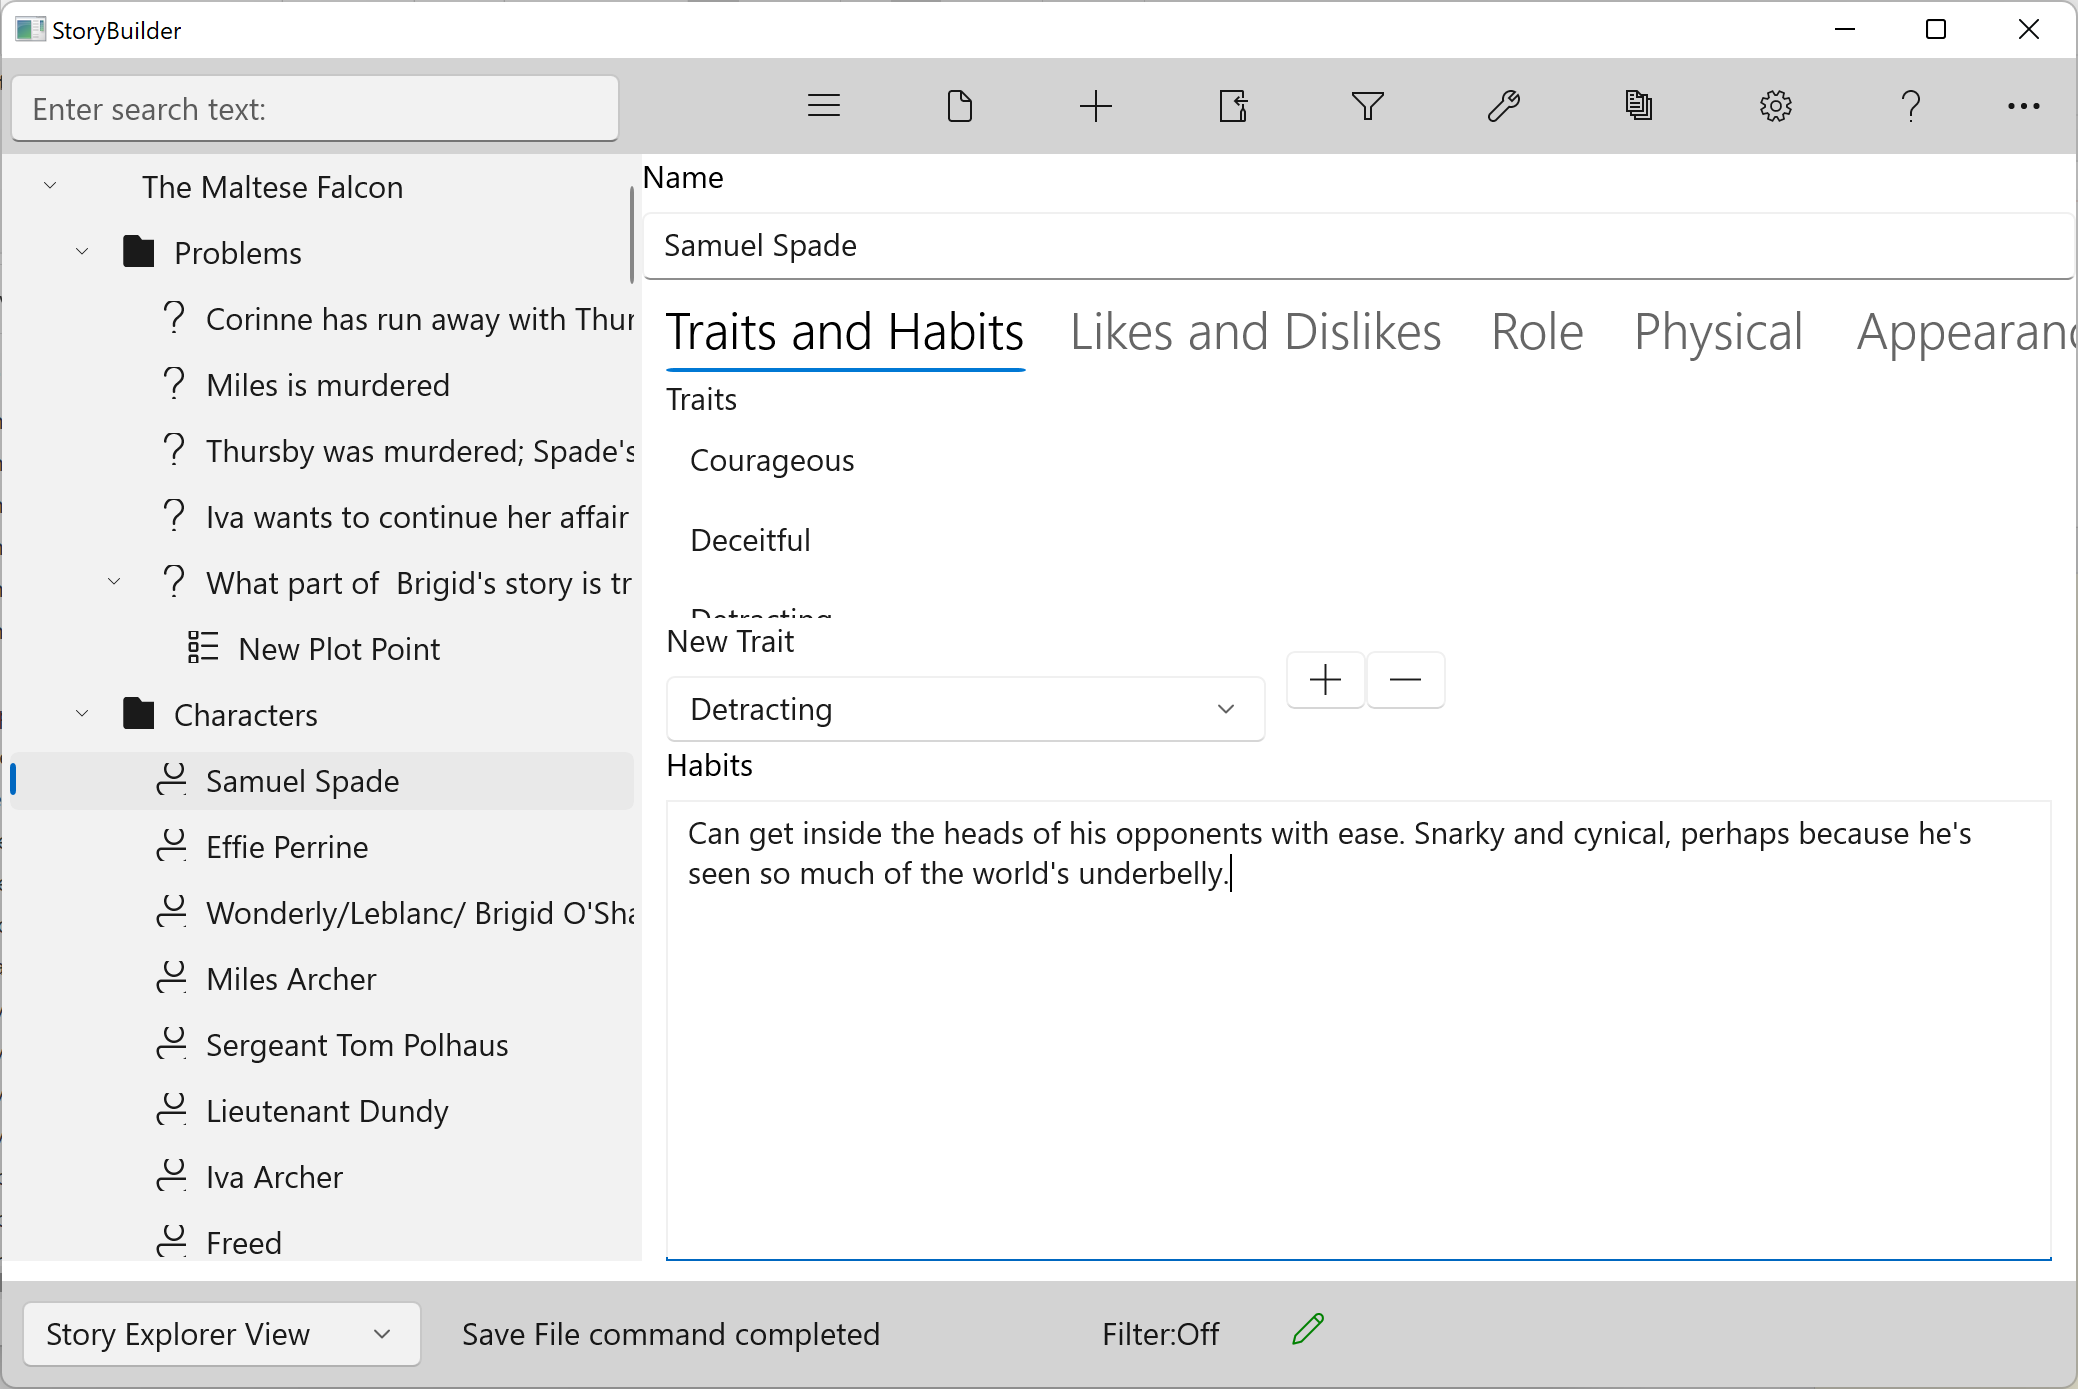 StoryBuilder
Enter search text:
The Maltese Falcon
Problems
Corinne has run away with Thur
Miles is murdered
Thursby was murdered; Spade's
Iva wants to continue her affair
What part of  Brigid's story is tr
New Plot Point
Characters
Samuel Spade
Effie Perrine
Wonderly/Leblanc/ Brigid O'Sha
Miles Archer
Sergeant Tom Polhaus
Lieutenant Dundy
Iva Archer
Freed
Name
Samuel Spade
Traits and Habits Likes and Dislikes Role Physical Appearanc
Traits
Courageous
Deceitful
Detracting
New Trait
Detracting
Habits
Can get inside the heads of his opponents with ease. Snarky and cynical, perhaps because he's
seen so much of the world's underbelly.
Story Explorer View Save File command completed Filter:Off